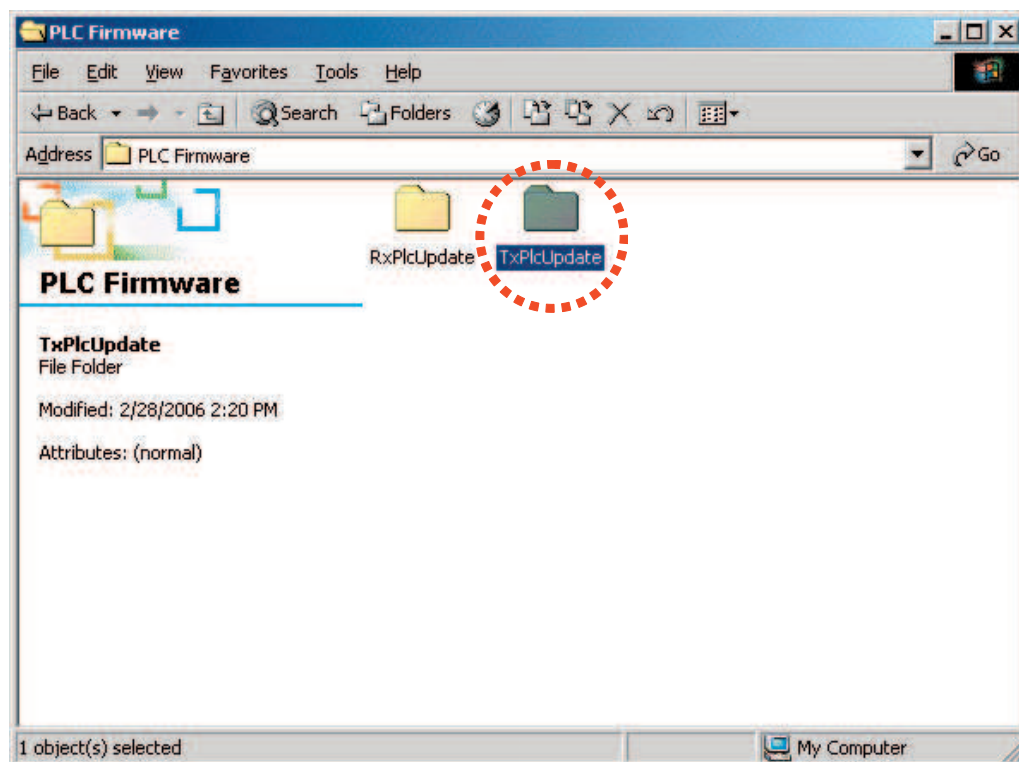 PLC Firmware
File Edit View Favorites Tools Help
Back Search Folders
Address PLC Firmware Go
RxPlcUpdate TxPlcUpdate
PLC Firmware
TxPlcUpdate
File Folder
Modified: 2/28/2006 2:20 PM
Attributes: (normal)
1 object(s) selected My Computer